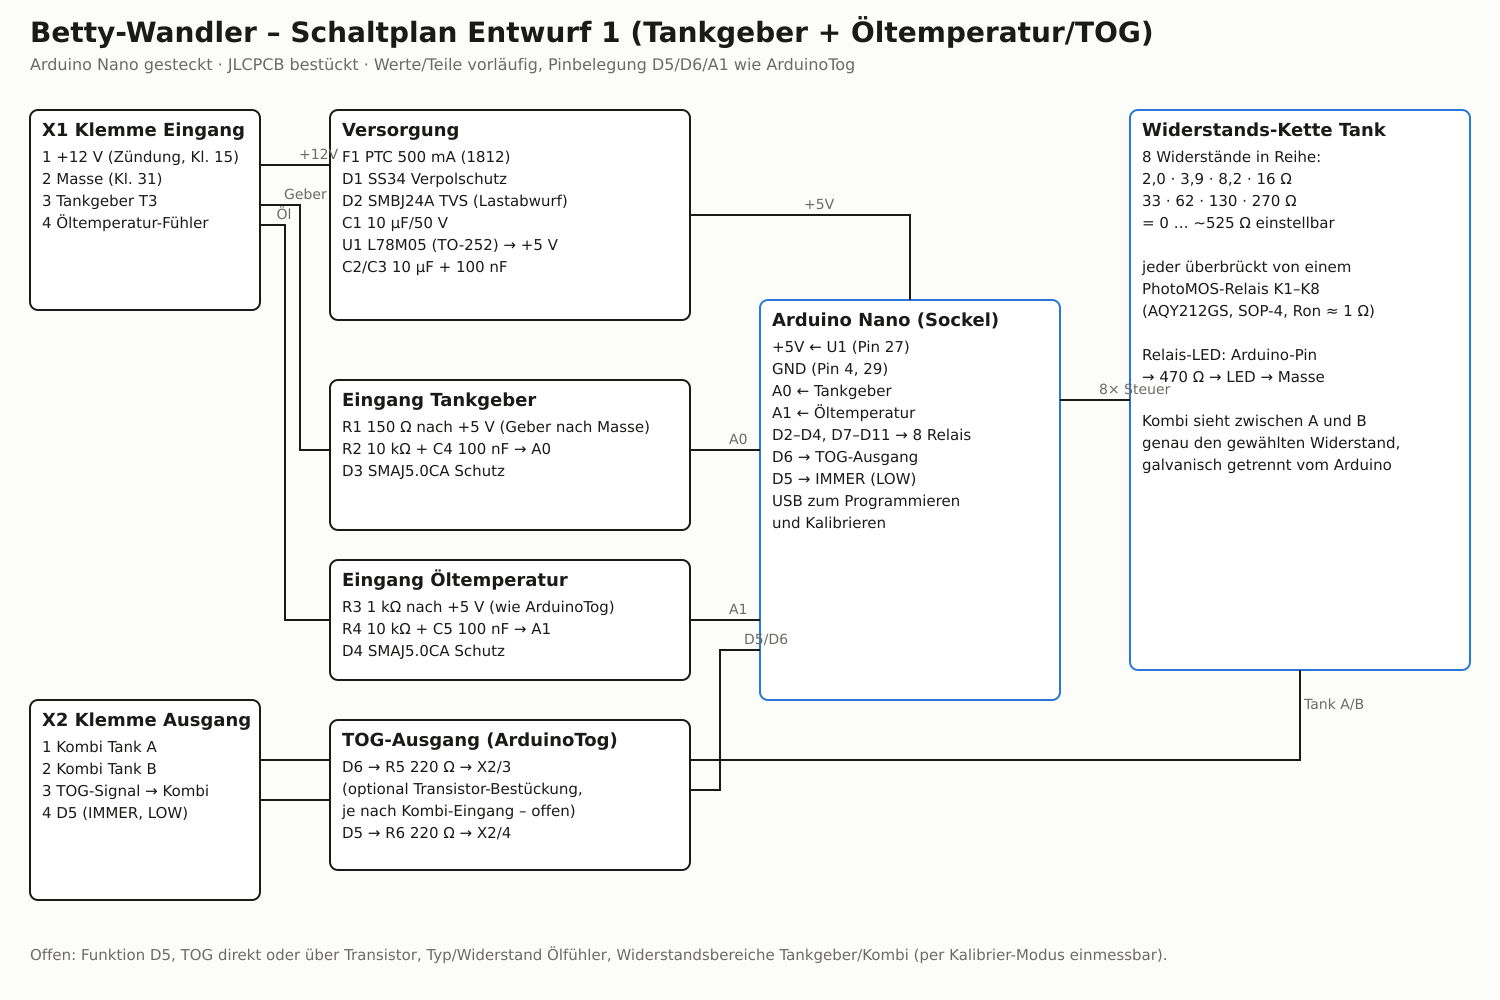 Betty-Wandler – Schaltplan Entwurf 1 (Tankgeber + Öltemperatur/TOG)
Arduino Nano gesteckt · JLCPCB bestückt · Werte/Teile vorläufig, Pinbelegung D5/D6/A1 wie ArduinoTog
X1 Klemme Eingang
1 +12 V (Zündung, Kl. 15)
2 Masse (Kl. 31)
3 Tankgeber T3
4 Öltemperatur-Fühler
+12V
Geber
Öl
Versorgung
F1 PTC 500 mA (1812)
D1 SS34 Verpolschutz
D2 SMBJ24A TVS (Lastabwurf)
C1 10 µF/50 V
U1 L78M05 (TO-252) → +5 V
C2/C3 10 µF + 100 nF
+5V
Eingang Tankgeber
R1 150 Ω nach +5 V (Geber nach Masse)
R2 10 kΩ + C4 100 nF → A0
D3 SMAJ5.0CA Schutz
A0
Eingang Öltemperatur
R3 1 kΩ nach +5 V (wie ArduinoTog)
R4 10 kΩ + C5 100 nF → A1
D4 SMAJ5.0CA Schutz
A1
D5/D6
Arduino Nano (Sockel)
+5V ← U1 (Pin 27)
GND (Pin 4, 29)
A0 ← Tankgeber
A1 ← Öltemperatur
D2–D4, D7–D11 → 8 Relais
D6 → TOG-Ausgang
D5 → IMMER (LOW)
USB zum Programmieren
und Kalibrieren
8× Steuer
Widerstands-Kette Tank
8 Widerstände in Reihe:
2,0 · 3,9 · 8,2 · 16 Ω
33 · 62 · 130 · 270 Ω
= 0 … ~525 Ω einstellbar
jeder überbrückt von einem
PhotoMOS-Relais K1–K8
(AQY212GS, SOP-4, Ron ≈ 1 Ω)
Relais-LED: Arduino-Pin
→ 470 Ω → LED → Masse
Kombi sieht zwischen A und B
genau den gewählten Widerstand,
galvanisch getrennt vom Arduino
Tank A/B
X2 Klemme Ausgang
1 Kombi Tank A
2 Kombi Tank B
3 TOG-Signal → Kombi
4 D5 (IMMER, LOW)
TOG-Ausgang (ArduinoTog)
D6 → R5 220 Ω → X2/3
(optional Transistor-Bestückung,
je nach Kombi-Eingang – offen)
D5 → R6 220 Ω → X2/4
Offen: Funktion D5, TOG direkt oder über Transistor, Typ/Widerstand Ölfühler, Widerstandsbereiche Tankgeber/Kombi (per Kalibrier-Modus einmessbar).